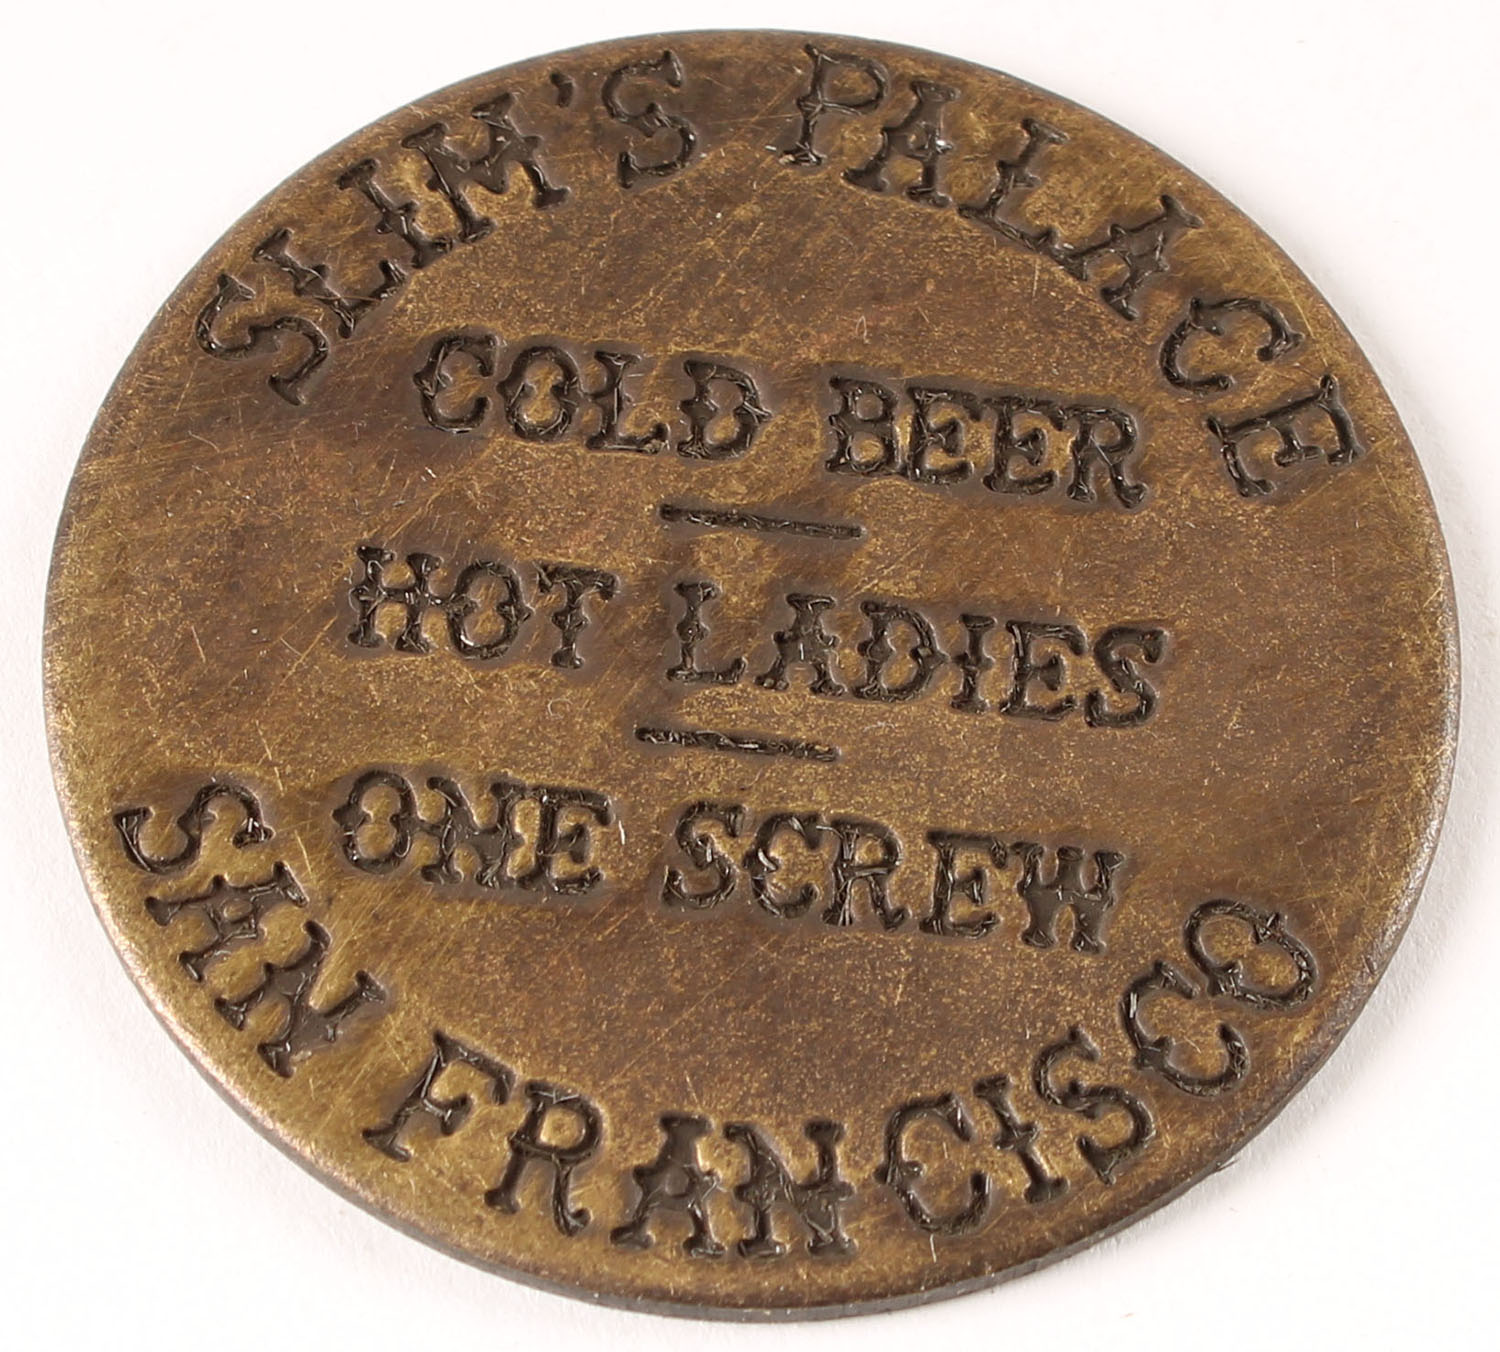 SLIM'S PALACE
COLD BEER
—
HOT LADIES
—
ONE SCREW
SAN FRANCISCO